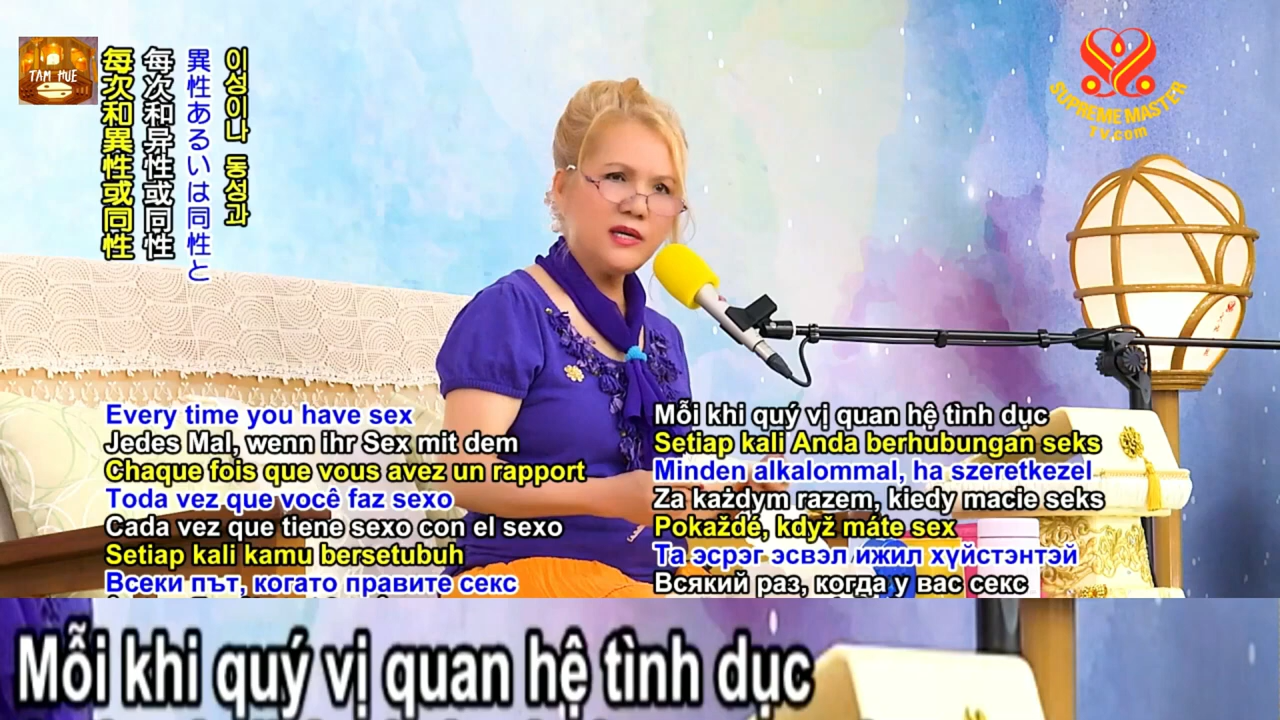 TAM HUE
이성이나 동성과
異性あるいは同性と
每次和异性或同性
每次和異性或同性
SUPREME MASTER
TV.com
Every time you have sex
Jedes Mal, wenn ihr Sex mit dem
Chaque fois que vous avez un rapport
Toda vez que você faz sexo
Cada vez que tiene sexo con el sexo
Setiap kali kamu bersetubuh
Всеки път, когато правите секс
Mỗi khi quý vị quan hệ tình dục
Setiap kali Anda berhubungan seks
Minden alkalommal, ha szeretkezel
Za każdym razem, kiedy macie seks
Pokaždé, když máte sex
Та эсрэг эсвэл ижил хүйстэнтэй
Всякий раз, когда у вас секс
Mỗi khi quý vị quan hệ tình dục